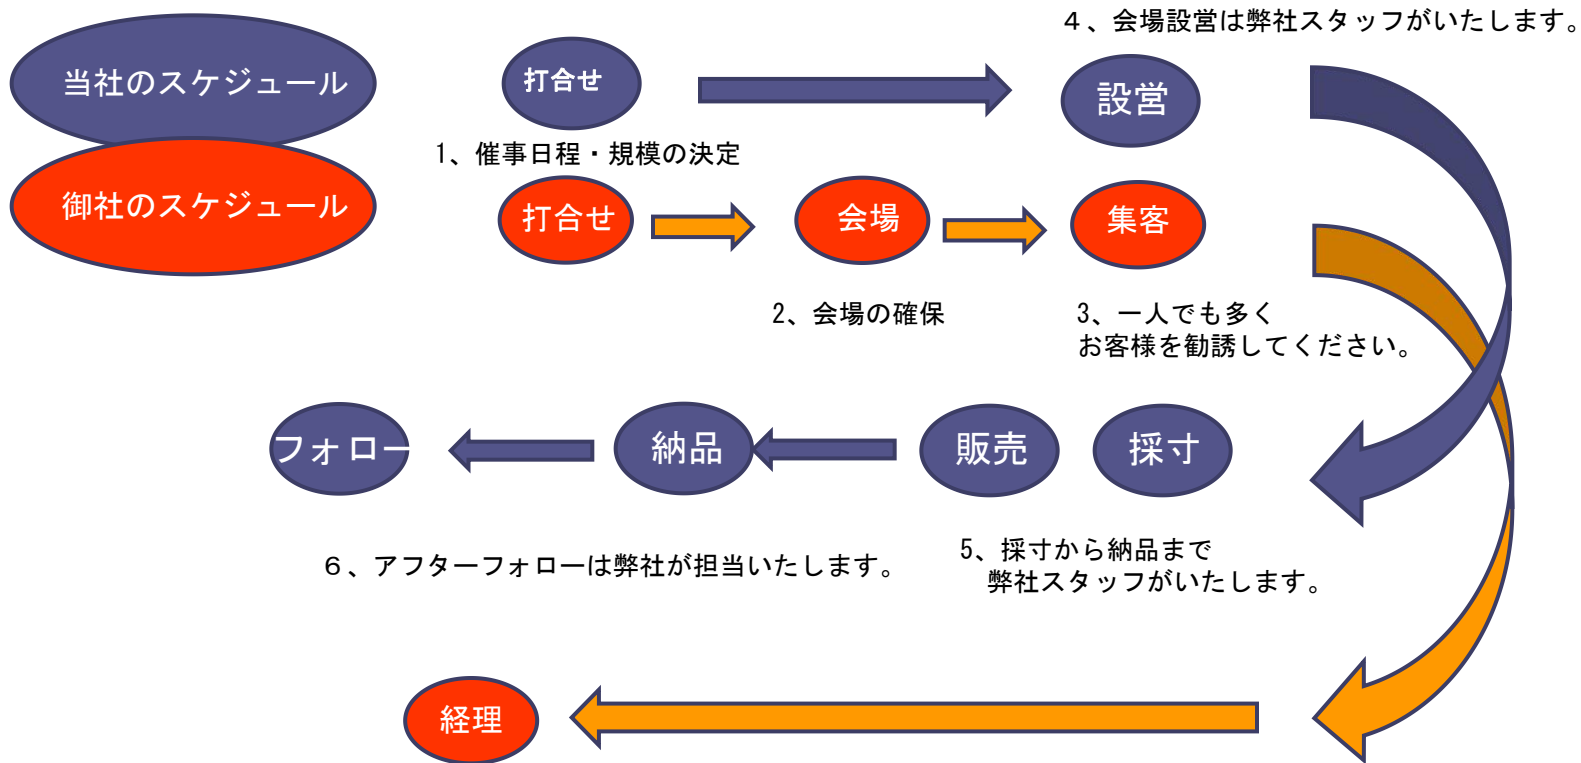 ４、会場設営は弊社スタッフがいたします。
当社のスケジュール
打合せ
設営
1、催事日程・規模の決定
御社のスケジュール
打合せ
会場
集客
2、会場の確保
3、一人でも多く
お客様を勧誘してください。
フォロー
納品
販売
採寸
６、アフターフォローは弊社が担当いたします。
5、採寸から納品まで
弊社スタッフがいたします。
経理